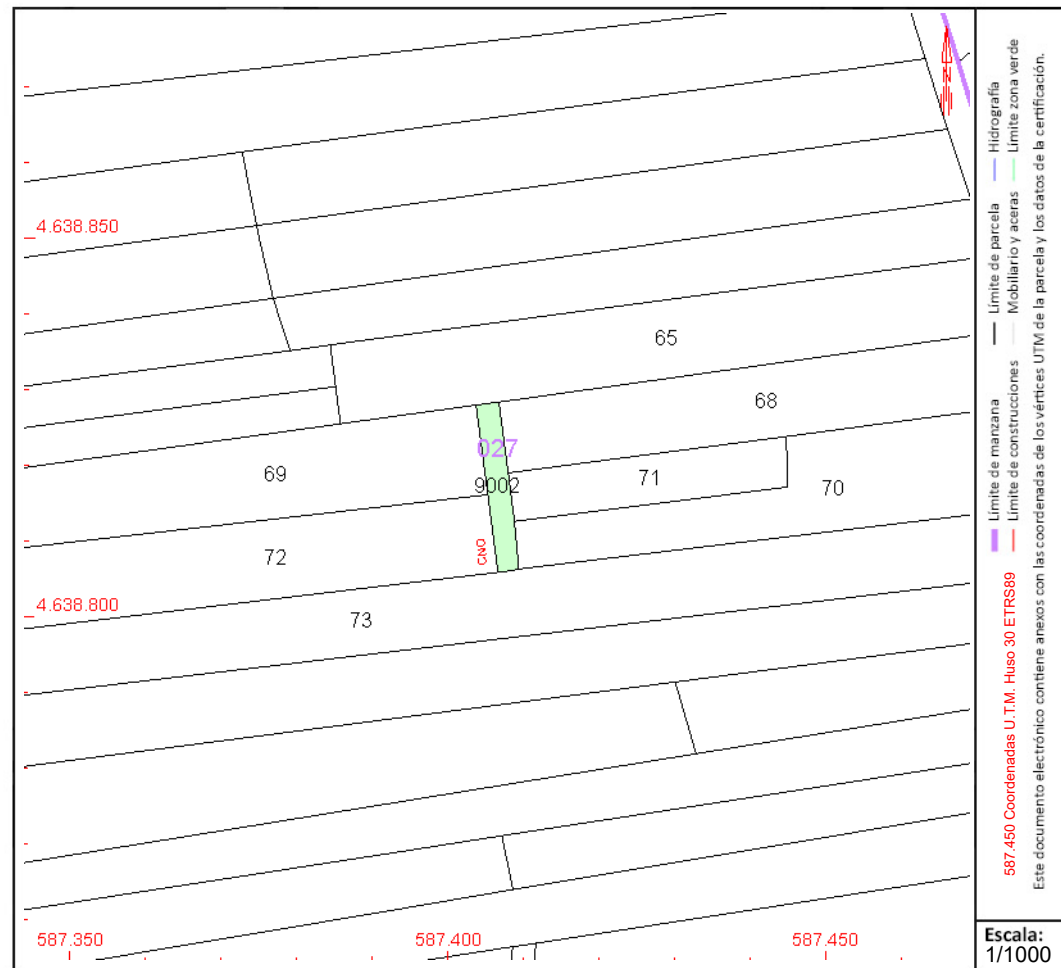 4.638.850
65
68
027
69
9002
71
70
CNO
72
4.638.800
73
587.350
587.400
587.450
N
Límite de manzana
Límite de parcela
Hidrografía
Límite de construcciones
Mobiliario y aceras
Límite zona verde
587.450 Coordenadas U.T.M. Huso 30 ETRS89
Este documento electrónico contiene anexos con las coordenadas de los vértices UTM de la parcela y los datos de la certificación.
Escala:
1/1000